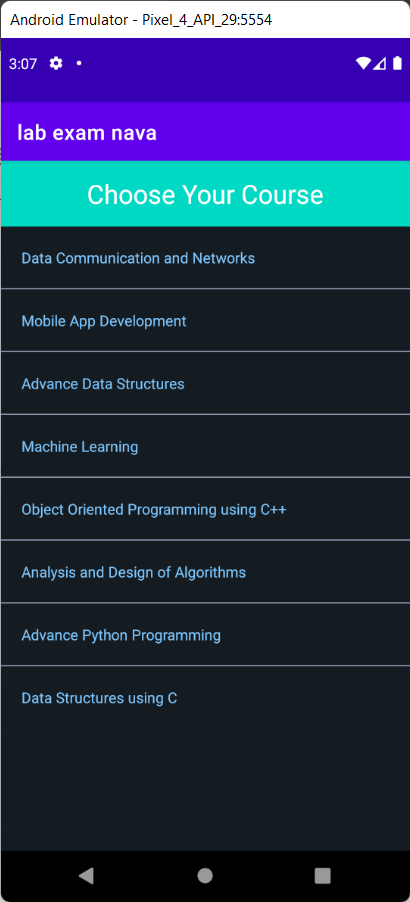 Android Emulator - Pixel_4_API_29:5554
3:07
lab exam nava
Choose Your Course
Data Communication and Networks
Mobile App Development
Advance Data Structures
Machine Learning
Object Oriented Programming using C++
Analysis and Design of Algorithms
Advance Python Programming
Data Structures using C